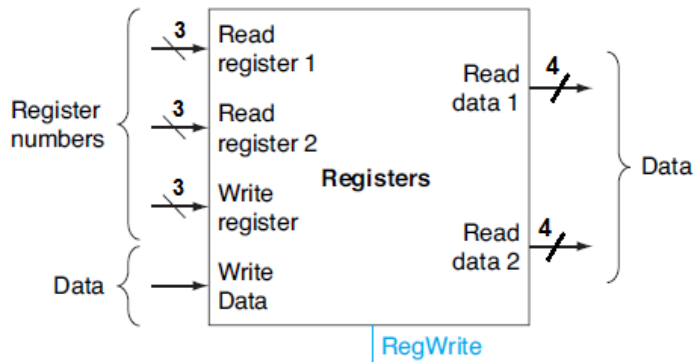 Register
numbers
Data
3
Read
register 1
3
Read
register 2
3
Write
register
Write
Data
Registers
Read
data 1
4
Read
data 2
4
Data
RegWrite